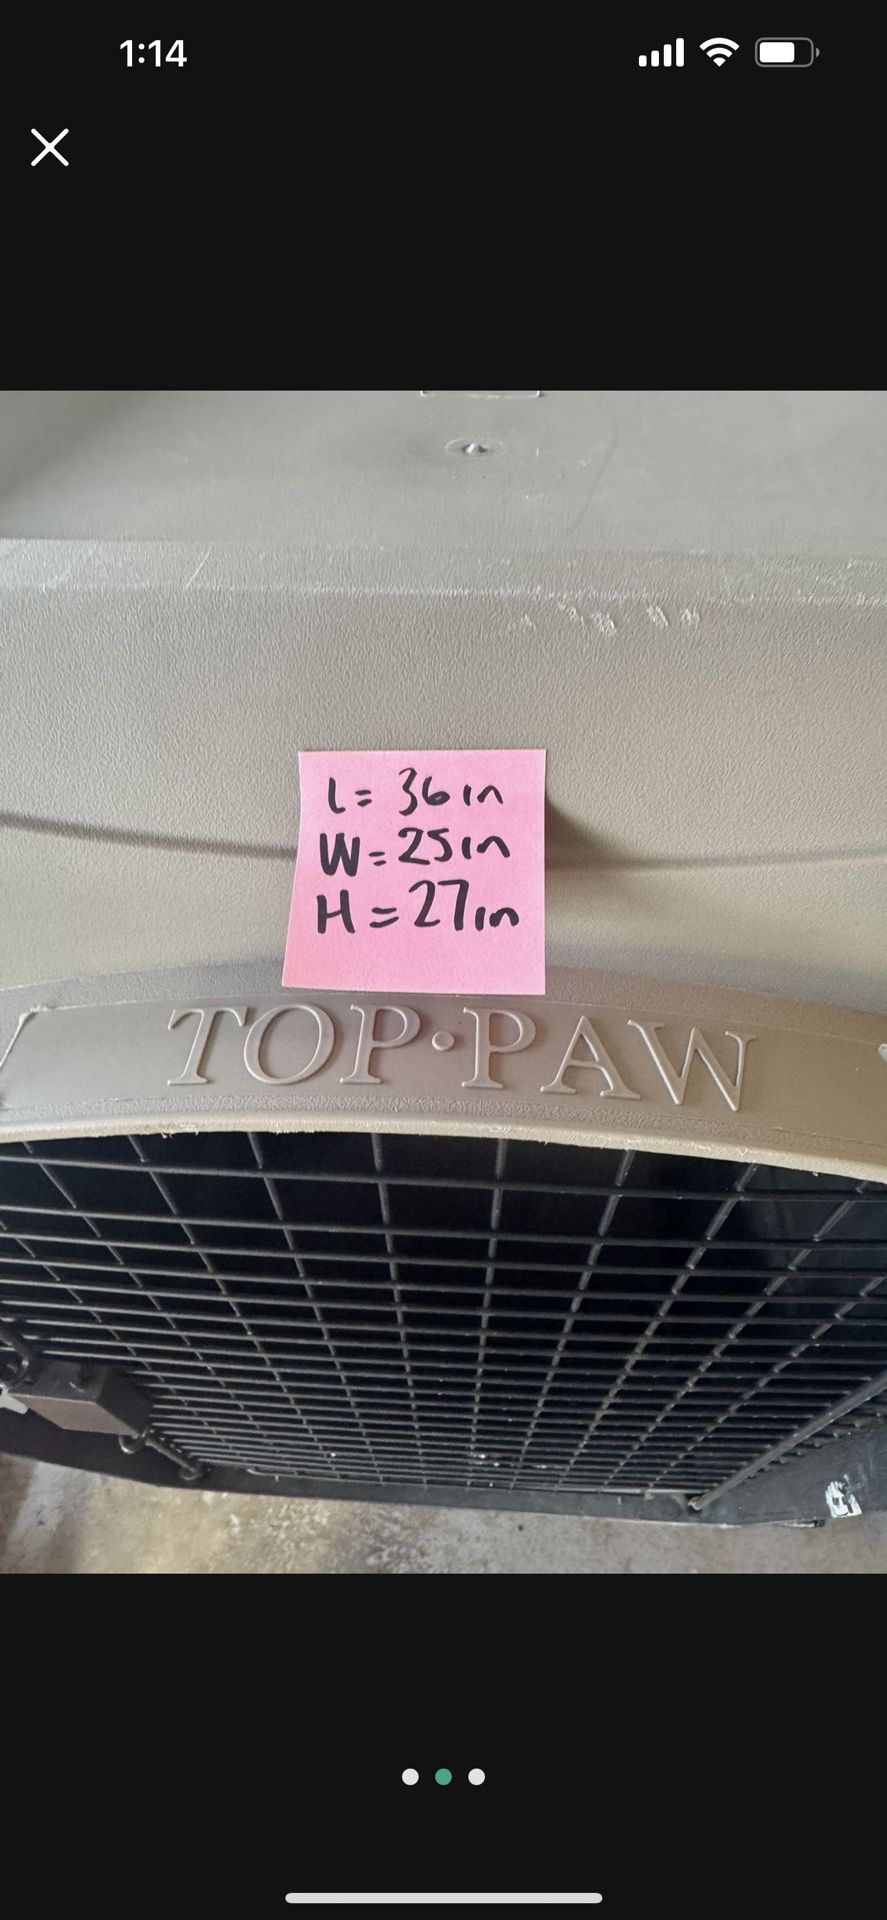 1:14
L = 36 in
W = 25 in
H = 27 in
TOP·PAW